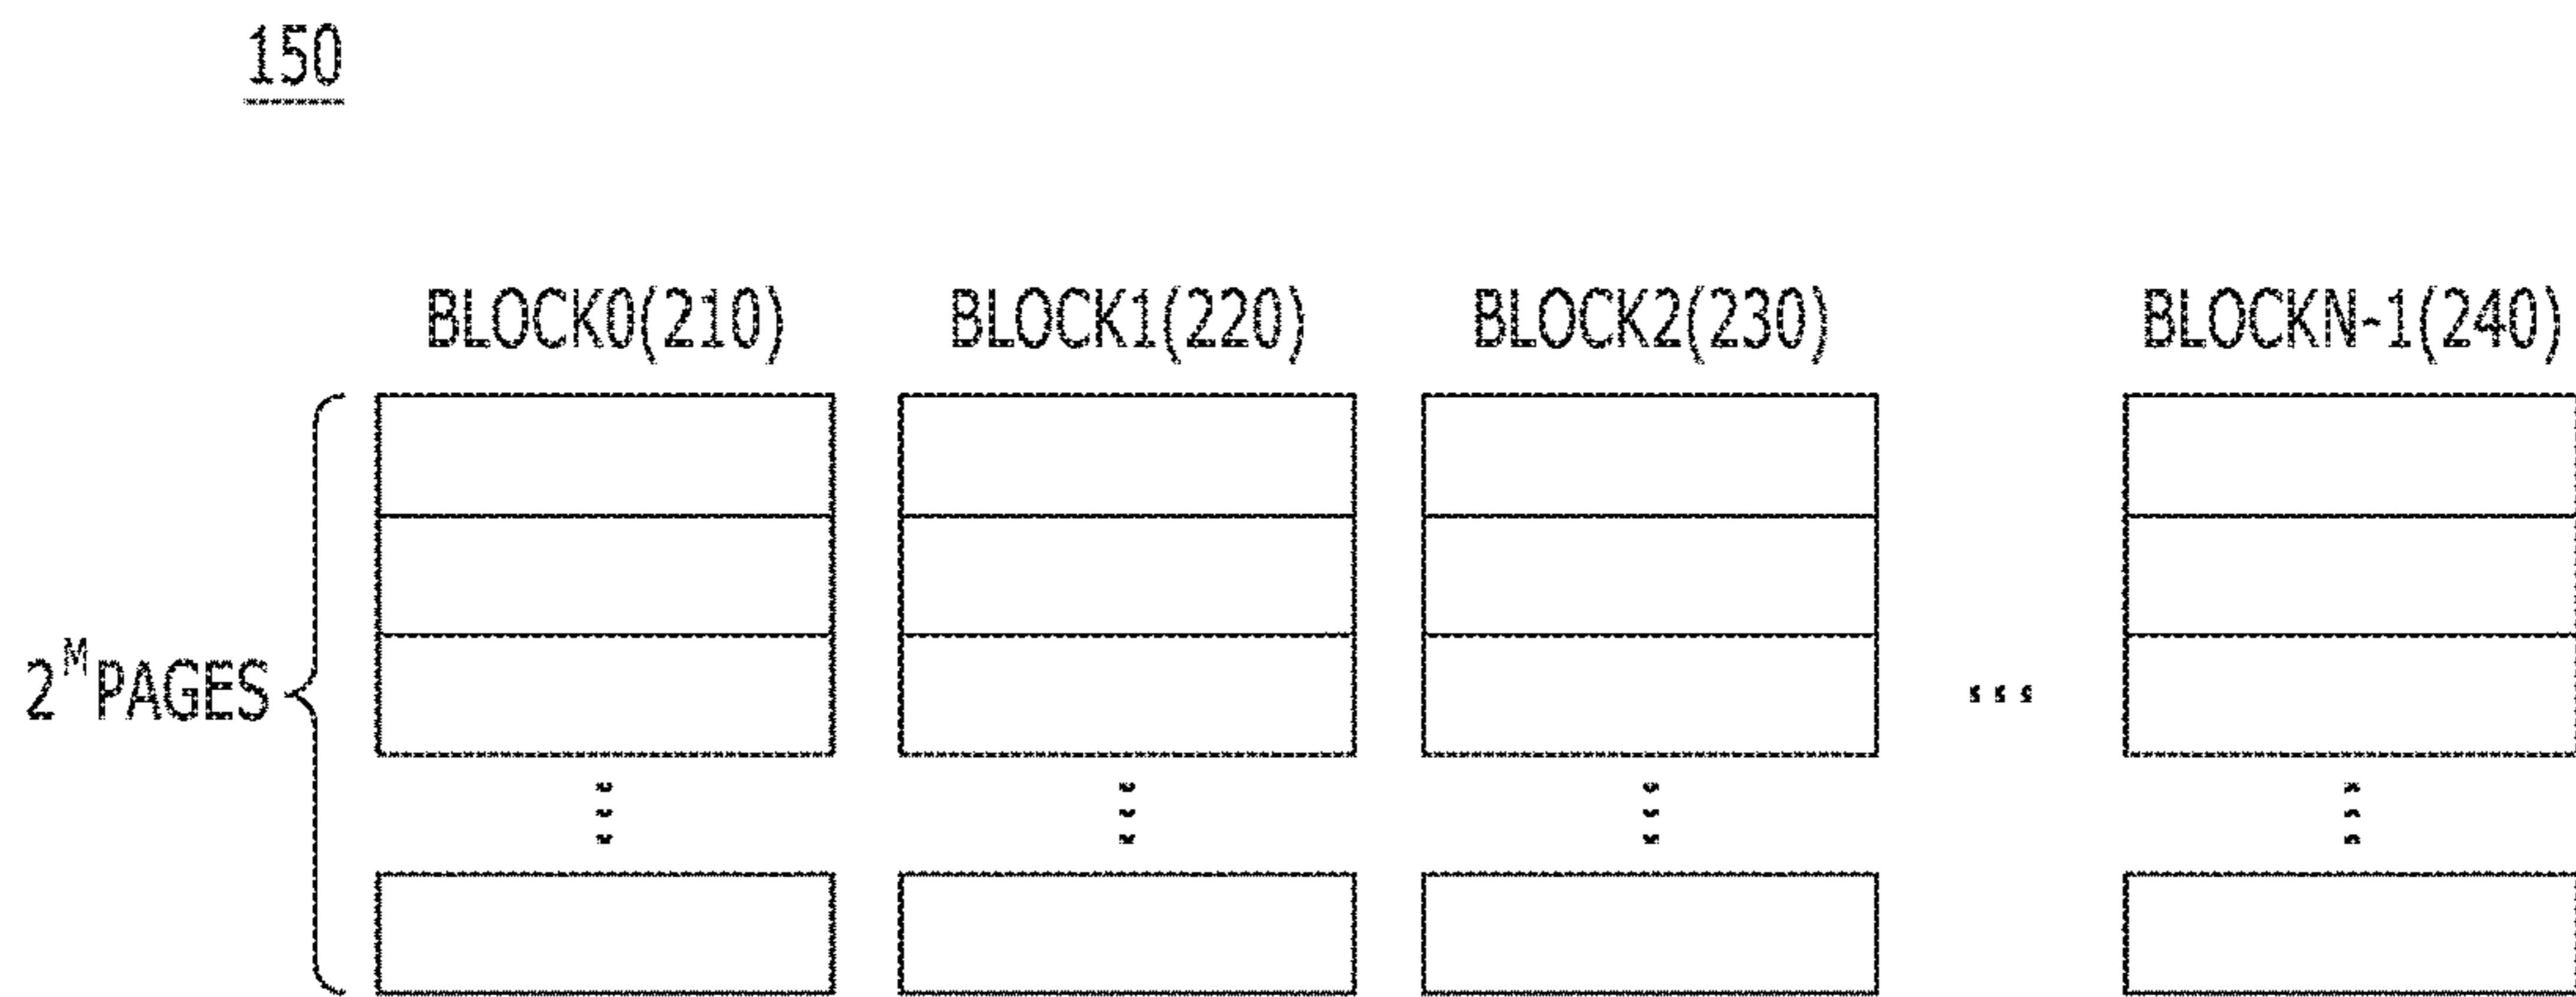 150
BLOCK0(210) BLOCK1(220) BLOCK2(230) BLOCKN-1(240)
2^M PAGES
...